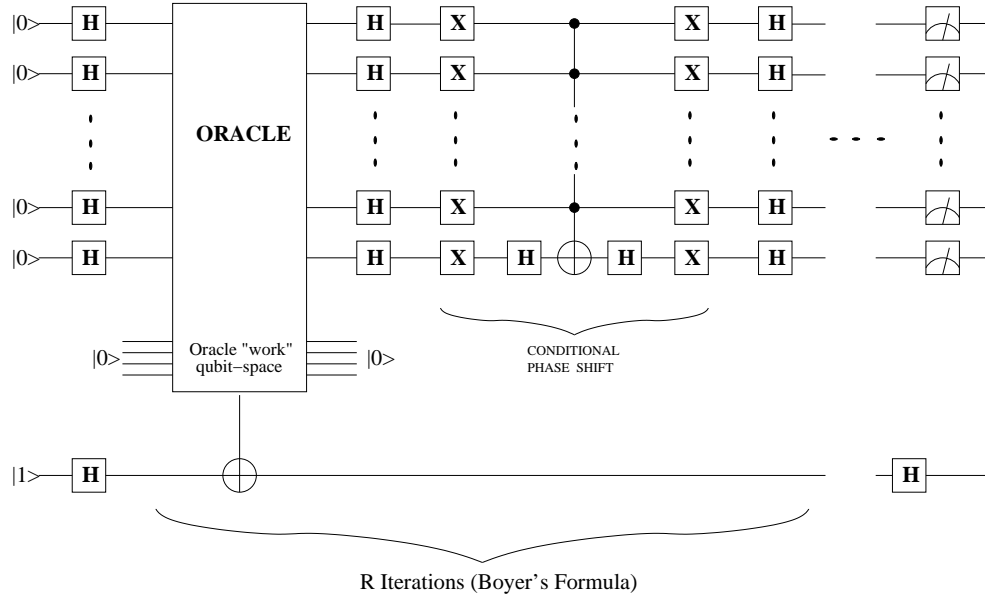 |0> H H X X H
|0> H H X X H
ORACLE
|0> H H X X H
|0> H H X H H X H
|0> Oracle "work" |0>
qubit−space
CONDITIONAL
PHASE SHIFT
|1> H H
R Iterations (Boyer's Formula)